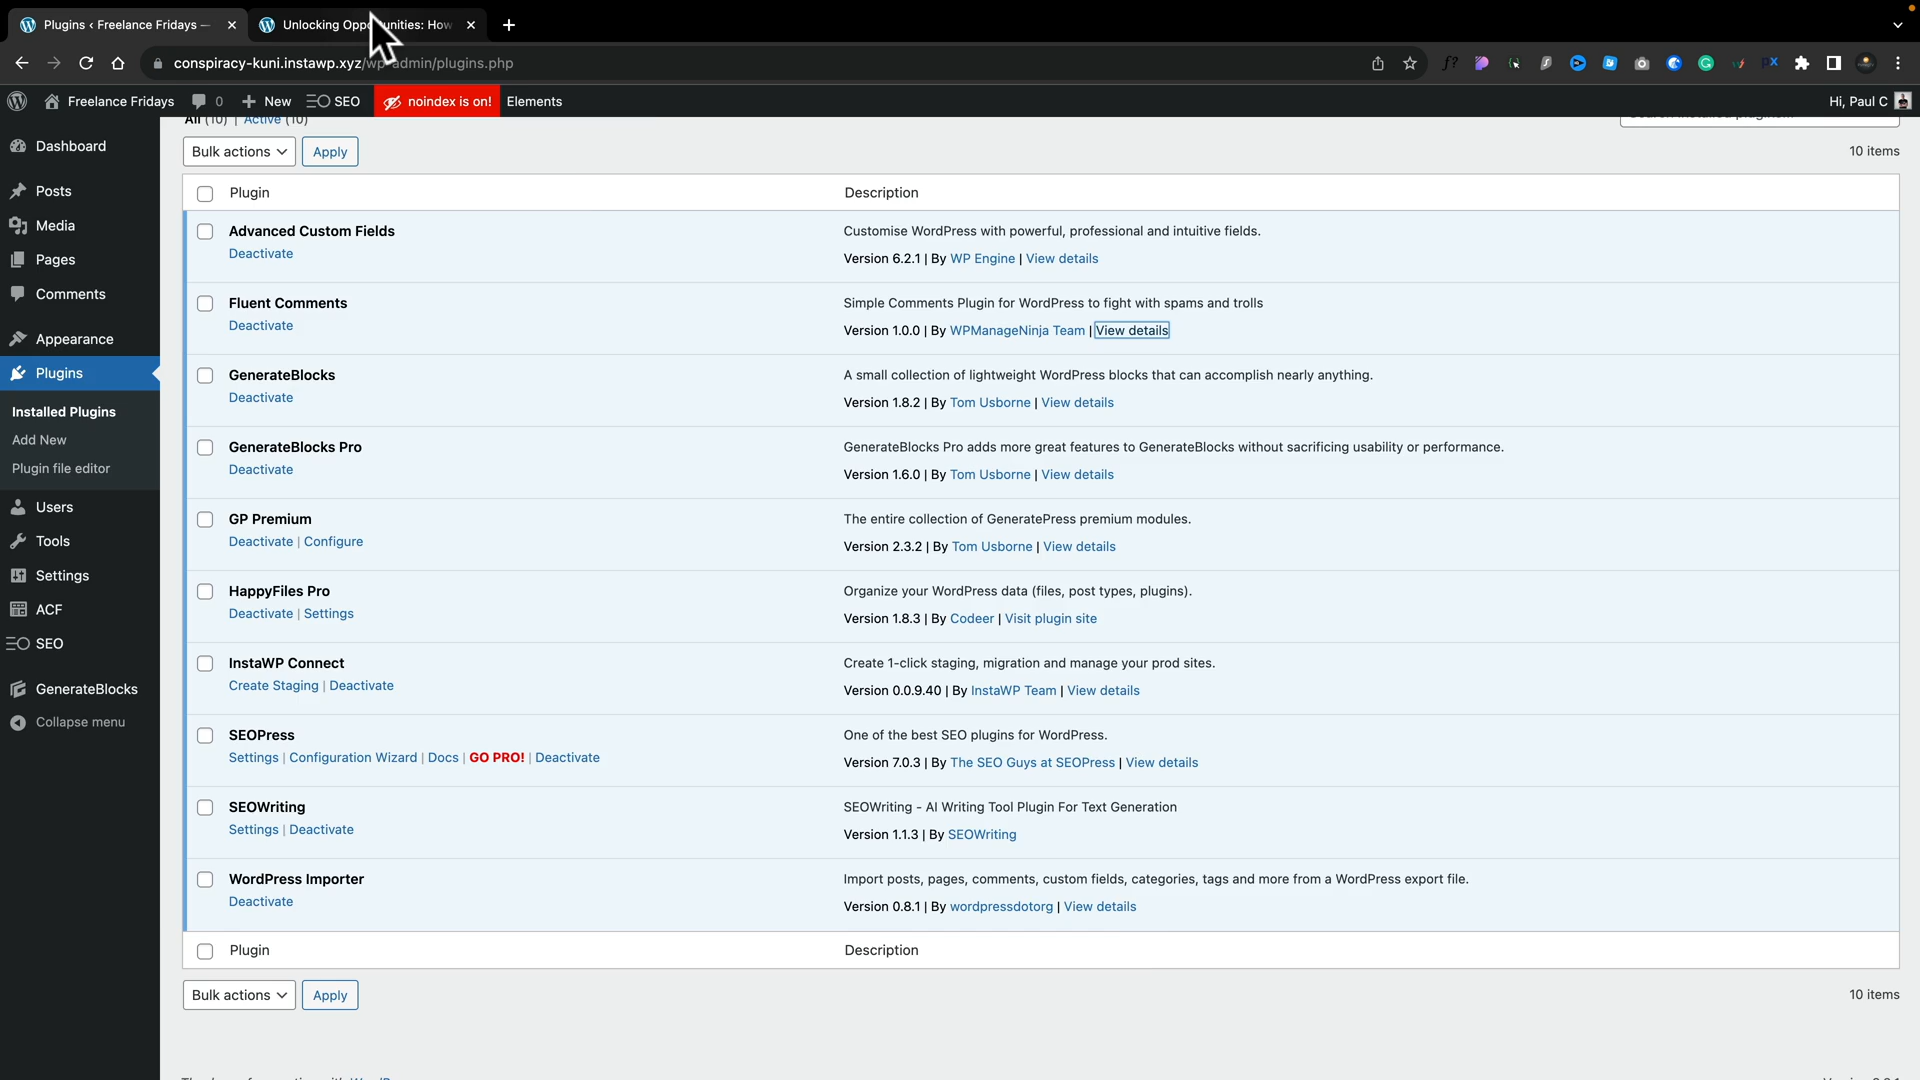 Plugins ‹ Freelance Fridays —
Unlocking Opportunities: How
conspiracy-kuni.instawp.xyz/wp-admin/plugins.php
Freelance Fridays 0 New SEO noindex is on! Elements Hi, Paul C
All (10) | Active (10)
Bulk actions Apply 10 items
Dashboard
Posts
Media
Pages
Comments
Appearance
Plugins
Installed Plugins
Add New
Plugin file editor
Users
Tools
Settings
ACF
SEO
GenerateBlocks
Collapse menu
Plugin Description
Advanced Custom Fields
Deactivate
Customise WordPress with powerful, professional and intuitive fields.
Version 6.2.1 | By WP Engine | View details
Fluent Comments
Deactivate
Simple Comments Plugin for WordPress to fight with spams and trolls
Version 1.0.0 | By WPManageNinja Team | View details
GenerateBlocks
Deactivate
A small collection of lightweight WordPress blocks that can accomplish nearly anything.
Version 1.8.2 | By Tom Usborne | View details
GenerateBlocks Pro
Deactivate
GenerateBlocks Pro adds more great features to GenerateBlocks without sacrificing usability or performance.
Version 1.6.0 | By Tom Usborne | View details
GP Premium
Deactivate | Configure
The entire collection of GeneratePress premium modules.
Version 2.3.2 | By Tom Usborne | View details
HappyFiles Pro
Deactivate | Settings
Organize your WordPress data (files, post types, plugins).
Version 1.8.3 | By Codeer | Visit plugin site
InstaWP Connect
Create Staging | Deactivate
Create 1-click staging, migration and manage your prod sites.
Version 0.0.9.40 | By InstaWP Team | View details
SEOPress
Settings | Configuration Wizard | Docs | GO PRO! | Deactivate
One of the best SEO plugins for WordPress.
Version 7.0.3 | By The SEO Guys at SEOPress | View details
SEOWriting
Settings | Deactivate
SEOWriting - AI Writing Tool Plugin For Text Generation
Version 1.1.3 | By SEOWriting
WordPress Importer
Deactivate
Import posts, pages, comments, custom fields, categories, tags and more from a WordPress export file.
Version 0.8.1 | By wordpressdotorg | View details
Plugin Description
Bulk actions Apply 10 items